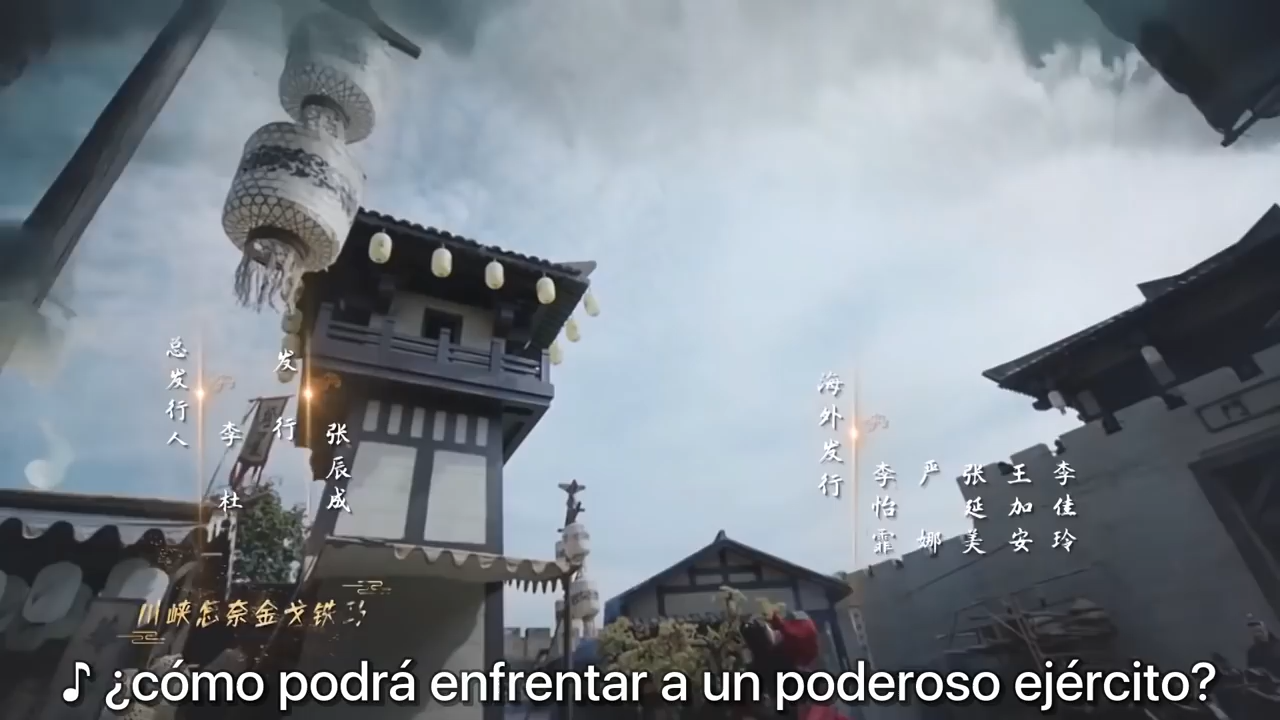 总发行人
李杜
发行
张辰成
海外发行
李怡霏
严娜
张延美
王加安
李佳玲
川峡怎奈金戈铁
♪ ¿cómo podrá enfrentar a un poderoso ejército?